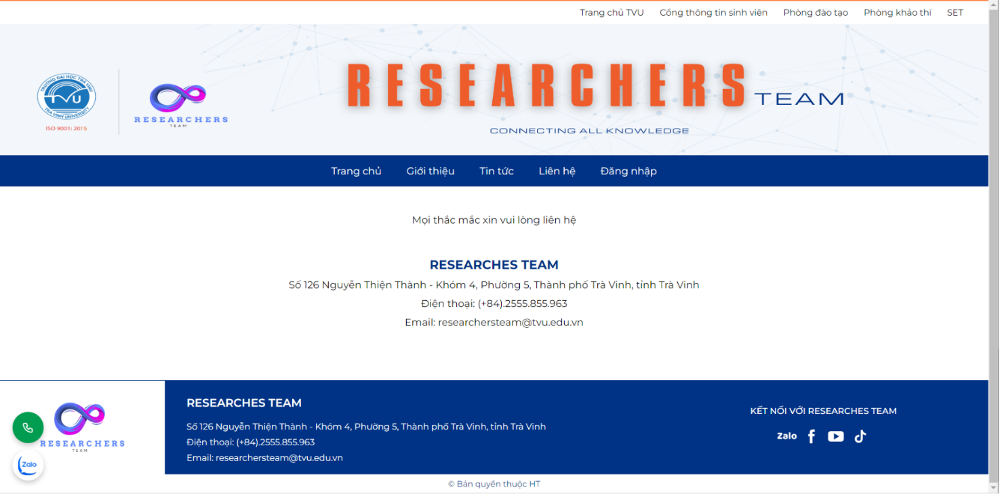 Trang chủ TVU Cổng thông tin sinh viên Phòng đào tạo Phòng khảo thí SET
TRƯỜNG ĐẠI HỌC TRÀ VINH
TVU
TRA VINH UNIVERSITY
ISO 9001: 2015
RESEARCHERS
TEAM
RESEARCHERS TEAM
CONNECTING ALL KNOWLEDGE
Trang chủ Giới thiệu Tin tức Liên hệ Đăng nhập
Mọi thắc mắc xin vui lòng liên hệ
RESEARCHES TEAM
Số 126 Nguyễn Thiện Thành - Khóm 4, Phường 5, Thành phố Trà Vinh, tỉnh Trà Vinh
Điện thoại: (+84).2555.855.963
Email: researchersteam@tvu.edu.vn
RESEARCHERS
TEAM
Zalo
RESEARCHES TEAM
Số 126 Nguyễn Thiện Thành - Khóm 4, Phường 5, Thành phố Trà Vinh, tỉnh Trà Vinh
Điện thoại: (+84).2555.855.963
Email: researchersteam@tvu.edu.vn
KẾT NỐI VỚI RESEARCHES TEAM
Zalo
© Bản quyền thuộc HT